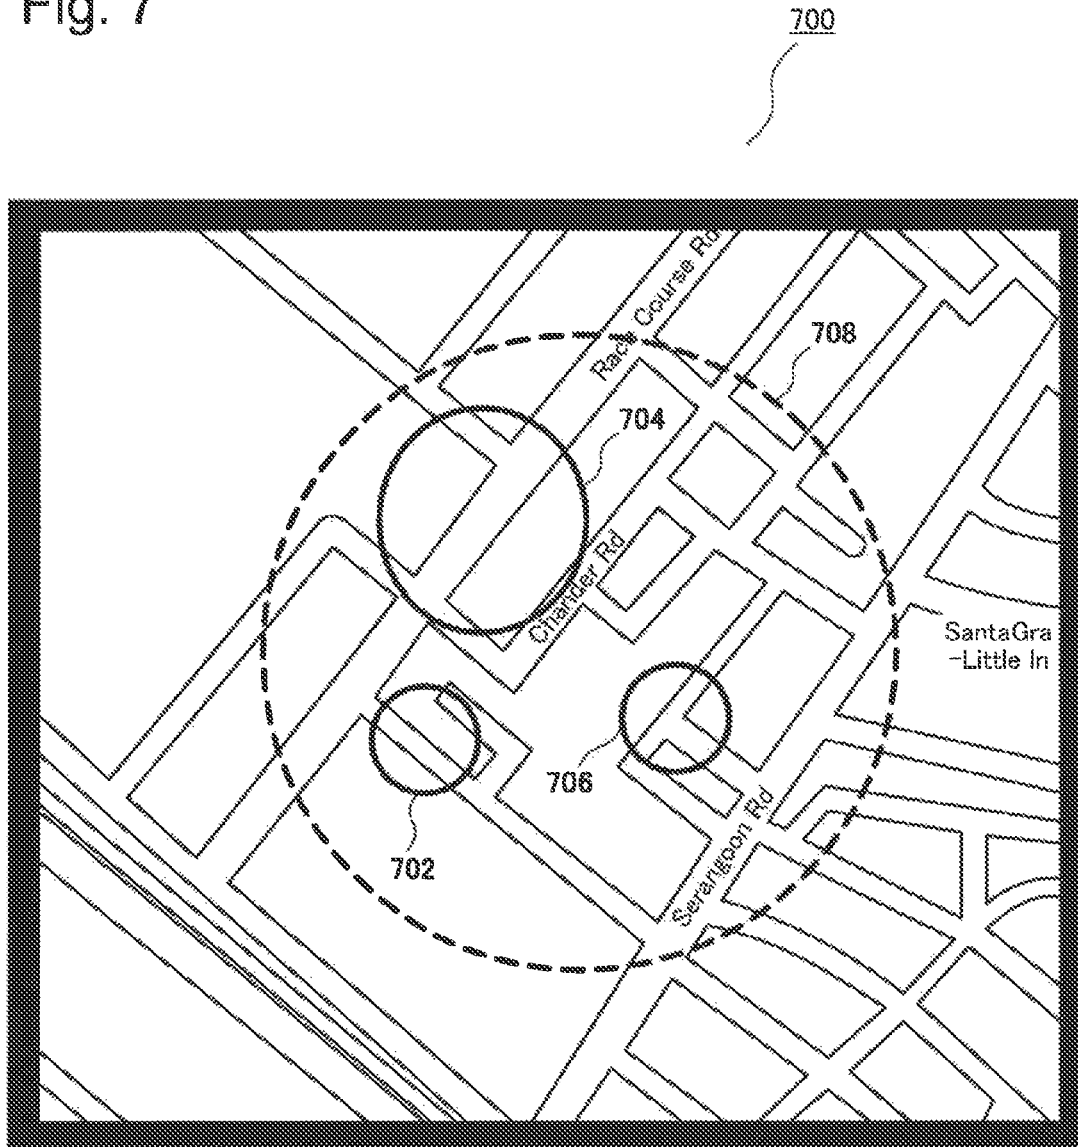 Fig. 7
700
Race Course Rd
708
704
Chander Rd
SantaGra
-Little In
706
702
Serangoon Rd